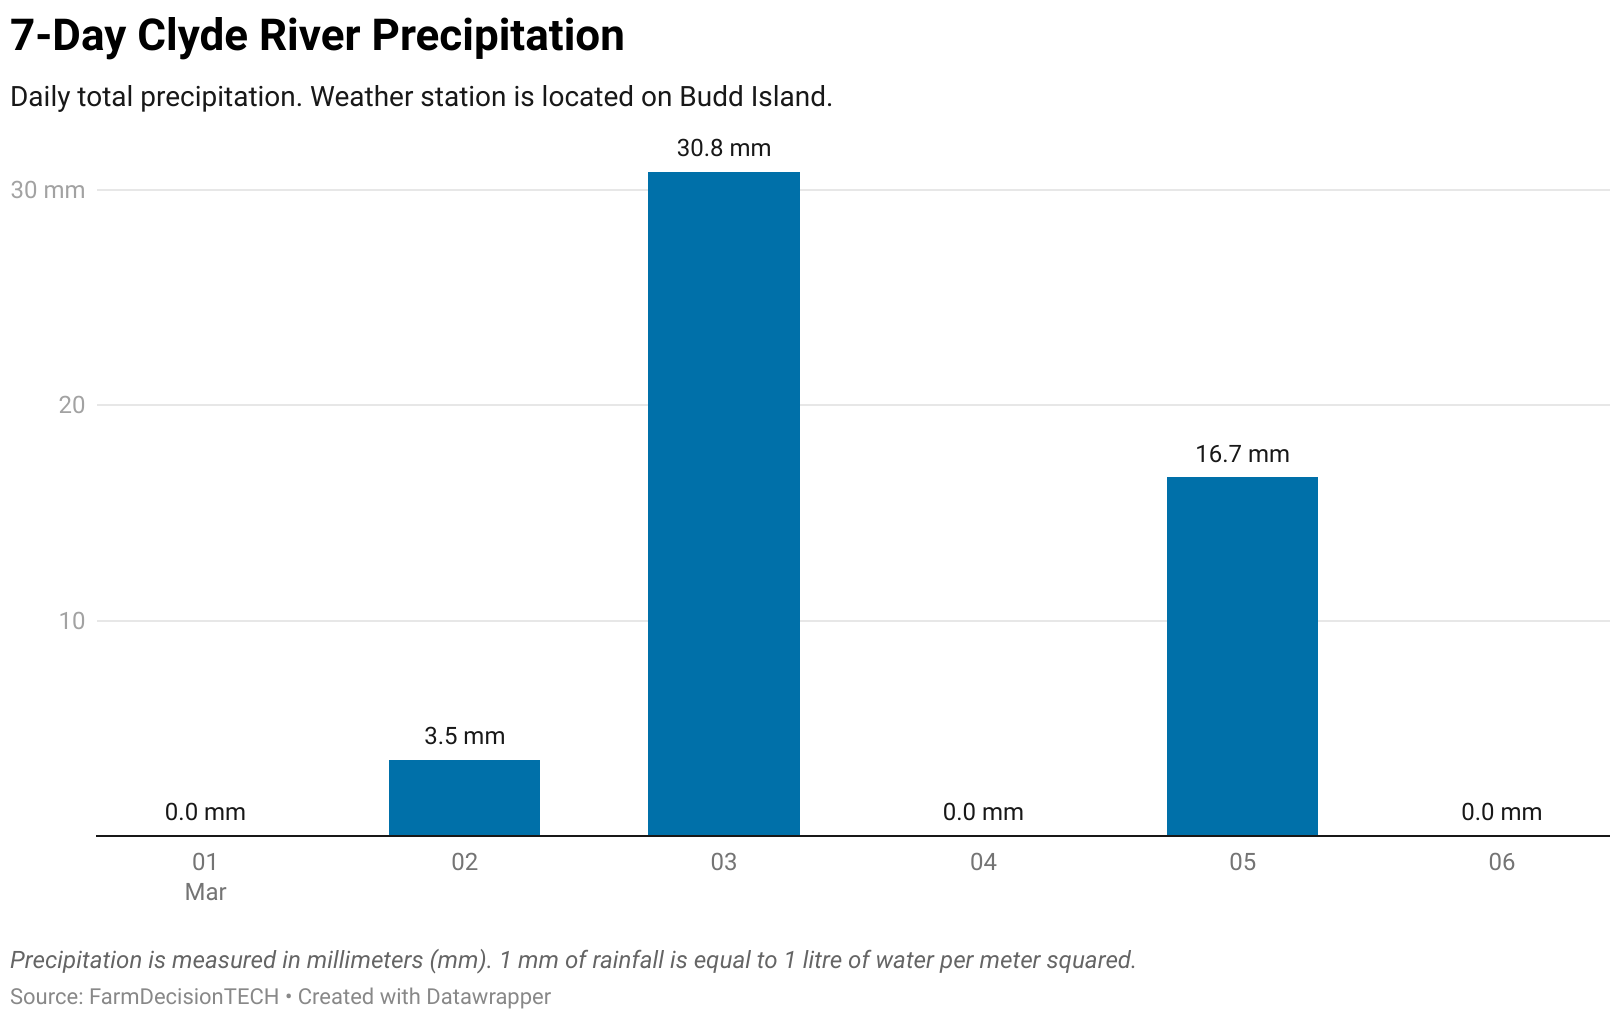 7-Day Clyde River Precipitation
Daily total precipitation. Weather station is located on Budd Island.
30.8 mm
30 mm
20
16.7 mm
10
3.5 mm
0.0 mm 0.0 mm 0.0 mm
01 02 03 04 05 06
Mar
Precipitation is measured in millimeters (mm). 1 mm of rainfall is equal to 1 litre of water per meter squared.
Source: FarmDecisionTECH • Created with Datawrapper